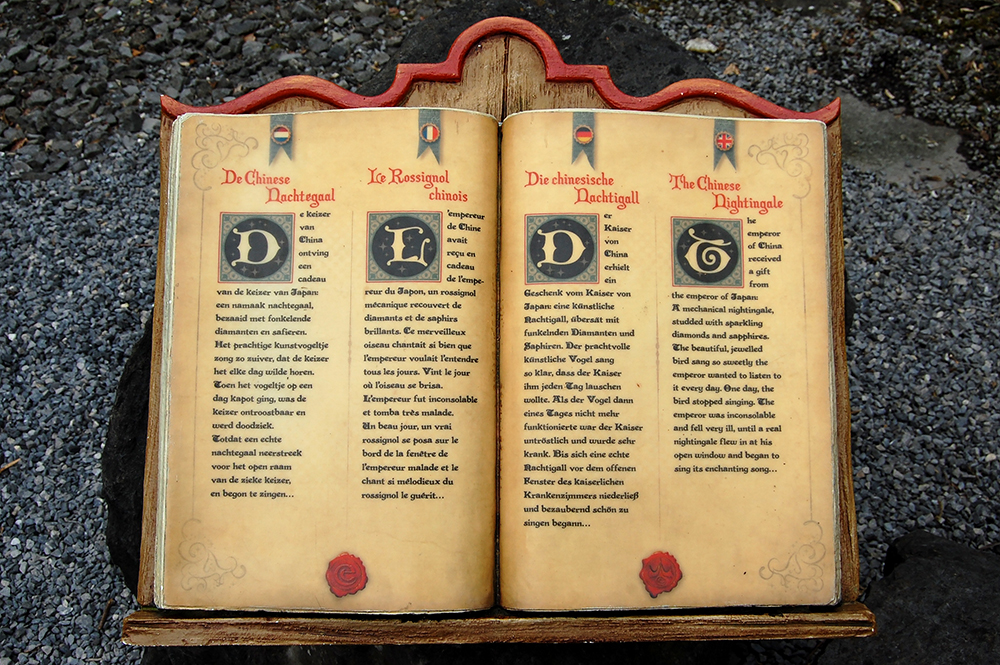 De Chinese
Nachtegaal
De keizer
van
China
ontving
een
cadeau
van de keizer van Japan:
een namaak nachtegaal,
bezaaid met fonkelende
diamanten en safieren.
Het prachtige kunstvogeltje
zong zo zuiver, dat de keizer
het elke dag wilde horen.
Toen het vogeltje op een
dag kapot ging, was de
keizer ontroostbaar en
werd doodziek.
Totdat een echte
nachtegaal neerstreek
voor het open raam
van de zieke keizer,
en begon te zingen...
Le Rossignol
chinois
L'empereur
de Chine
avait
reçu en
cadeau
de l'empe-
reur du Japon, un rossignol
mécanique recouvert de
diamants et de saphirs
brillants. Ce merveilleux
oiseau chantait si bien que
l'empereur voulait l'entendre
tous les jours. Vint le jour
où l'oiseau se brisa.
L'empereur fut inconsolable
et tomba très malade.
Un beau jour, un vrai
rossignol se posa sur le
bord de la fenêtre de
l'empereur malade et le
chant si mélodieux du
rossignol le guérit...
Die chinesische
Nachtigall
Der
Kaiser
von
China
erhielt
ein
Geschenk vom Kaiser von
Japan: eine künstliche
Nachtigall, übersät mit
funkelnden Diamanten und
Saphiren. Der prachtvolle
künstliche Vogel sang
so klar, dass der Kaiser
ihm jeden Tag lauschen
wollte. Als der Vogel dann
eines Tages nicht mehr
funktionierte war der Kaiser
untröstlich und wurde sehr
krank. Bis sich eine echte
Nachtigall vor dem offenen
Fenster des kaiserlichen
Krankenzimmers niederließ
und bezaubernd schön zu
singen begann...
The Chinese
Nightingale
The
emperor
of China
received
a gift
from
the emperor of Japan:
A mechanical nightingale,
studded with sparkling
diamonds and sapphires.
The beautiful, jewelled
bird sang so sweetly the
emperor wanted to listen to
it every day. One day, the
bird stopped singing. The
emperor was inconsolable
and fell very ill, until a real
nightingale flew in at his
open window and began to
sing its enchanting song...